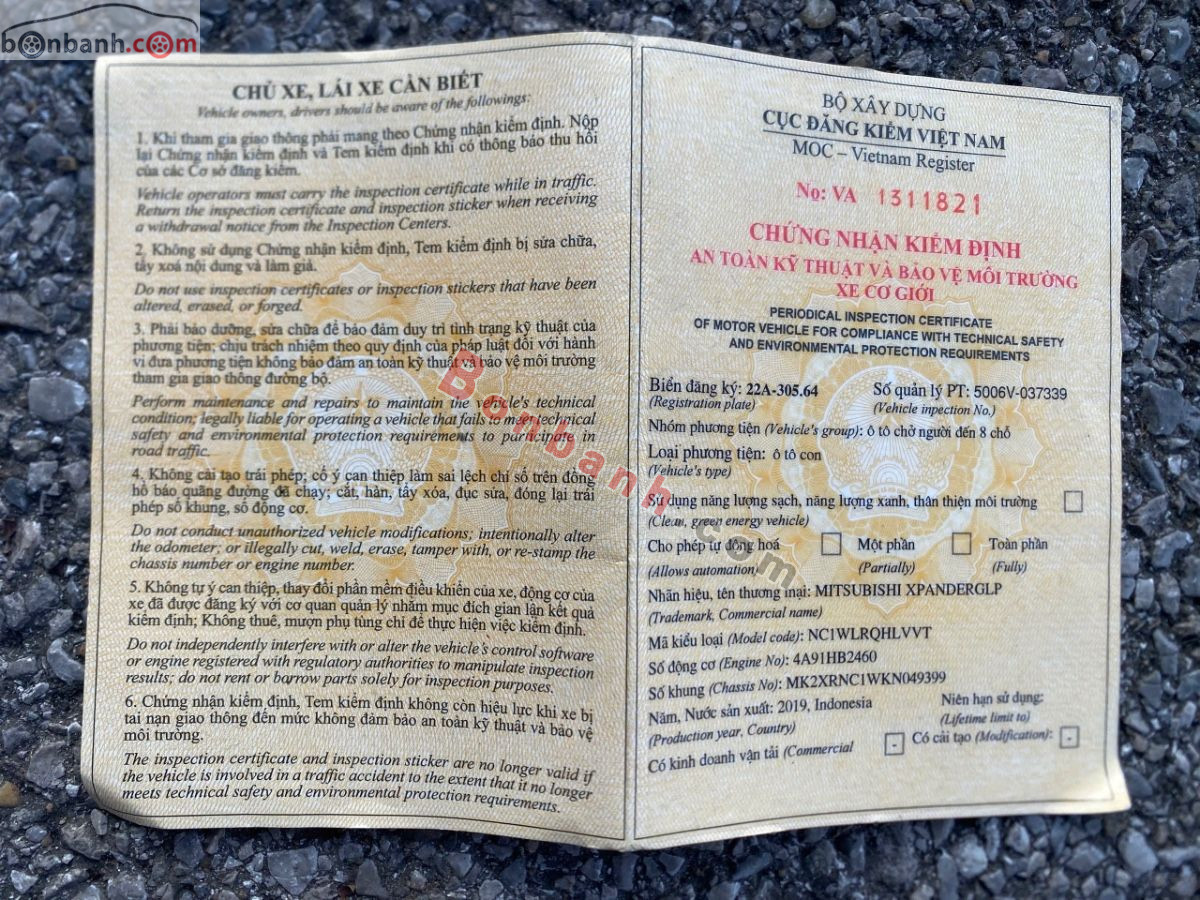 bonbanh.com
CHỦ XE, LÁI XE CẦN BIẾT
Vehicle owners, drivers should be aware of the followings:
1. Khi tham gia giao thông phải mang theo Chứng nhận kiểm định. Nộp
lại Chứng nhận kiểm định và Tem kiểm định khi có thông báo thu hồi
của các Cơ sở đăng kiểm.
Vehicle operators must carry the inspection certificate while in traffic.
Return the inspection certificate and inspection sticker when receiving
a withdrawal notice from the Inspection Centers.
2. Không sử dụng Chứng nhận kiểm định, Tem kiểm định bị sửa chữa,
tẩy xoá nội dung và làm giả.
Do not use inspection certificates or inspection stickers that have been
altered, erased, or forged.
3. Phải bảo dưỡng, sửa chữa để bảo đảm duy trì tình trạng kỹ thuật của
phương tiện; chịu trách nhiệm theo quy định của pháp luật đối với hành
vi đưa phương tiện không bảo đảm an toàn kỹ thuật và bảo vệ môi trường
tham gia giao thông đường bộ.
Perform maintenance and repairs to maintain the vehicle's technical
condition; legally liable for operating a vehicle that fails to meet technical
safety and environmental protection requirements to participate in
road traffic.
4. Không cải tạo trái phép; cố ý can thiệp làm sai lệch chỉ số trên đồng
hồ báo quãng đường đã chạy; cắt, hàn, tẩy xóa, đục sửa, đóng lại trái
phép số khung, số động cơ.
Do not conduct unauthorized vehicle modifications; intentionally alter
the odometer; or illegally cut, weld, erase, tamper with, or re-stamp the
chassis number or engine number.
5. Không tự ý can thiệp, thay đổi phần mềm điều khiển của xe, động cơ của
xe đã được đăng ký với cơ quan quản lý nhằm mục đích gian lận kết quả
kiểm định; Không thuê, mượn phụ tùng chỉ để thực hiện việc kiểm định.
Do not independently interfere with or alter the vehicle's control software
or engine registered with regulatory authorities to manipulate inspection
results; do not rent or borrow parts solely for inspection purposes.
6. Chứng nhận kiểm định, Tem kiểm định không còn hiệu lực khi xe bị
tai nạn giao thông đến mức không đảm bảo an toàn kỹ thuật và bảo vệ
môi trường.
The inspection certificate and inspection sticker are no longer valid if
the vehicle is involved in a traffic accident to the extent that it no longer
meets technical safety and environmental protection requirements.
BỘ XÂY DỰNG
CỤC ĐĂNG KIỂM VIỆT NAM
MOC – Vietnam Register
No: VA 1311821
CHỨNG NHẬN KIỂM ĐỊNH
AN TOÀN KỸ THUẬT VÀ BẢO VỆ MÔI TRƯỜNG
XE CƠ GIỚI
PERIODICAL INSPECTION CERTIFICATE
OF MOTOR VEHICLE FOR COMPLIANCE WITH TECHNICAL SAFETY
AND ENVIRONMENTAL PROTECTION REQUIREMENTS
Biển đăng ký: 22A-305.64 Số quản lý PT: 5006V-037339
(Registration plate) (Vehicle inspection No.)
Nhóm phương tiện (Vehicle's group): ô tô chở người đến 8 chỗ
Loại phương tiện: ô tô con
(Vehicle's type)
Sử dụng năng lượng sạch, năng lượng xanh, thân thiện môi trường
(Clean, green energy vehicle)
Cho phép tự động hoá Một phần Toàn phần
(Allows automation) (Partially) (Fully)
Nhãn hiệu, tên thương mại: MITSUBISHI XPANDERGLP
(Trademark, Commercial name)
Mã kiểu loại (Model code): NC1WLRQHLVVT
Số động cơ (Engine No): 4A91HB2460
Số khung (Chassis No): MK2XRNC1WKN049399
Năm, Nước sản xuất: 2019, Indonesia Niên hạn sử dụng:
(Production year, Country) (Lifetime limit to)
Có kinh doanh vận tải (Commercial - Có cải tạo (Modification): -
Bonbanh.com